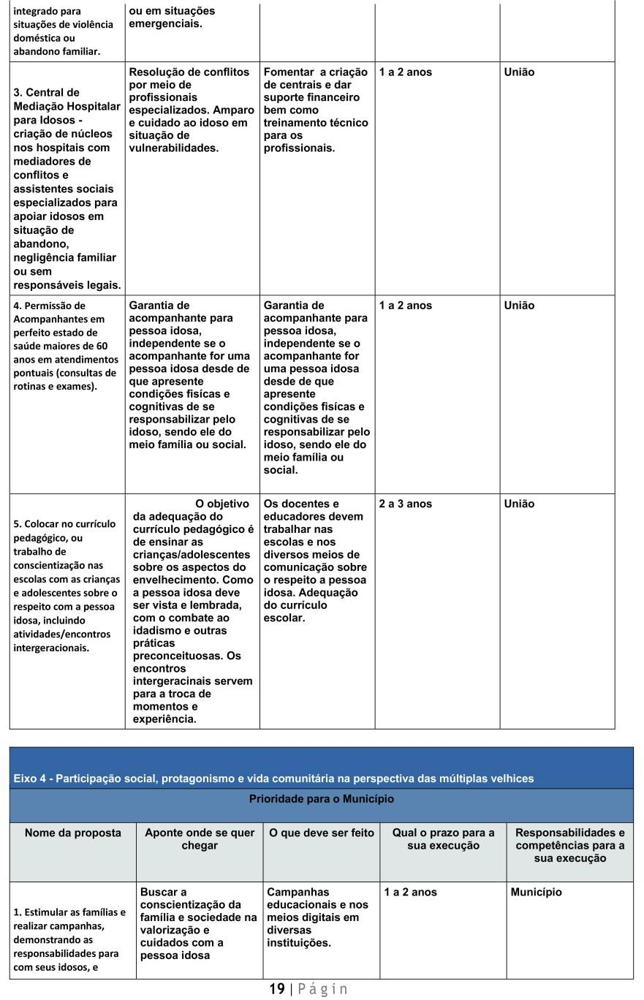 integrado para
situações de violência
doméstica ou
abandono familiar.
ou em situações
emergenciais.
3. Central de
Mediação Hospitalar
para Idosos -
criação de núcleos
nos hospitais com
mediadores de
conflitos e
assistentes sociais
especializados para
apoiar idosos em
situação de
abandono,
negligência familiar
ou sem
responsáveis legais.
Resolução de conflitos
por meio de
profissionais
especializados. Amparo
e cuidado ao idoso em
situação de
vulnerabilidades.
Fomentar a criação
de centrais e dar
suporte financeiro
bem como
treinamento técnico
para os
profissionais.
1 a 2 anos
União
4. Permissão de
Acompanhantes em
perfeito estado de
saúde maiores de 60
anos em atendimentos
pontuais (consultas de
rotinas e exames).
Garantia de
acompanhante para
pessoa idosa,
independente se o
acompanhante for uma
pessoa idosa desde de
que apresente
condições fisícas e
cognitivas de se
responsabilizar pelo
idoso, sendo ele do
meio família ou social.
Garantia de
acompanhante para
pessoa idosa,
independente se o
acompanhante for
uma pessoa idosa
desde de que
apresente
condições fisícas e
cognitivas de se
responsabilizar pelo
idoso, sendo ele do
meio família ou
social.
1 a 2 anos
União
5. Colocar no currículo
pedagógico, ou
trabalho de
conscientização nas
escolas com as crianças
e adolescentes sobre o
respeito com a pessoa
idosa, incluindo
atividades/encontros
intergeracionais.
O objetivo
da adequação do
currículo pedagógico é
de ensinar as
crianças/adolescentes
sobre os aspectos do
envelhecimento. Como
a pessoa idosa deve
ser vista e lembrada,
com o combate ao
idadismo e outras
práticas
preconceituosas. Os
encontros
intergeracinais servem
para a troca de
momentos e
experiência.
Os docentes e
educadores devem
trabalhar nas
escolas e nos
diversos meios de
comunicação sobre
o respeito a pessoa
idosa. Adequação
do currículo
escolar.
2 a 3 anos
União
Eixo 4 - Participação social, protagonismo e vida comunitária na perspectiva das múltiplas velhices
Prioridade para o Município
Nome da proposta
Aponte onde se quer
chegar
O que deve ser feito
Qual o prazo para a
sua execução
Responsabilidades e
competências para a
sua execução
1. Estimular as famílias e
realizar campanhas,
demonstrando as
responsabilidades para
com seus idosos, e
Buscar a
conscientização da
família e sociedade na
valorização e
cuidados com a
pessoa idosa
Campanhas
educacionais e nos
meios digitais em
diversas
instituições.
1 a 2 anos
Município
19 | Págin